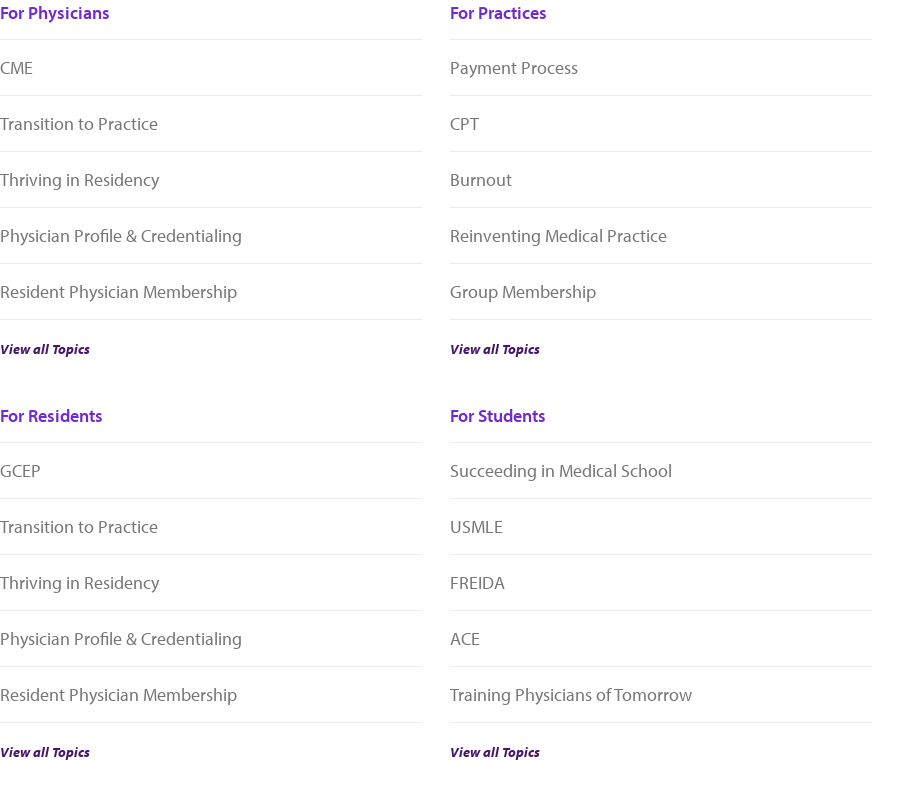 For Physicians
CME
Transition to Practice
Thriving in Residency
Physician Profile & Credentialing
Resident Physician Membership
View all Topics
For Practices
Payment Process
CPT
Burnout
Reinventing Medical Practice
Group Membership
View all Topics
For Residents
GCEP
Transition to Practice
Thriving in Residency
Physician Profile & Credentialing
Resident Physician Membership
View all Topics
For Students
Succeeding in Medical School
USMLE
FREIDA
ACE
Training Physicians of Tomorrow
View all Topics